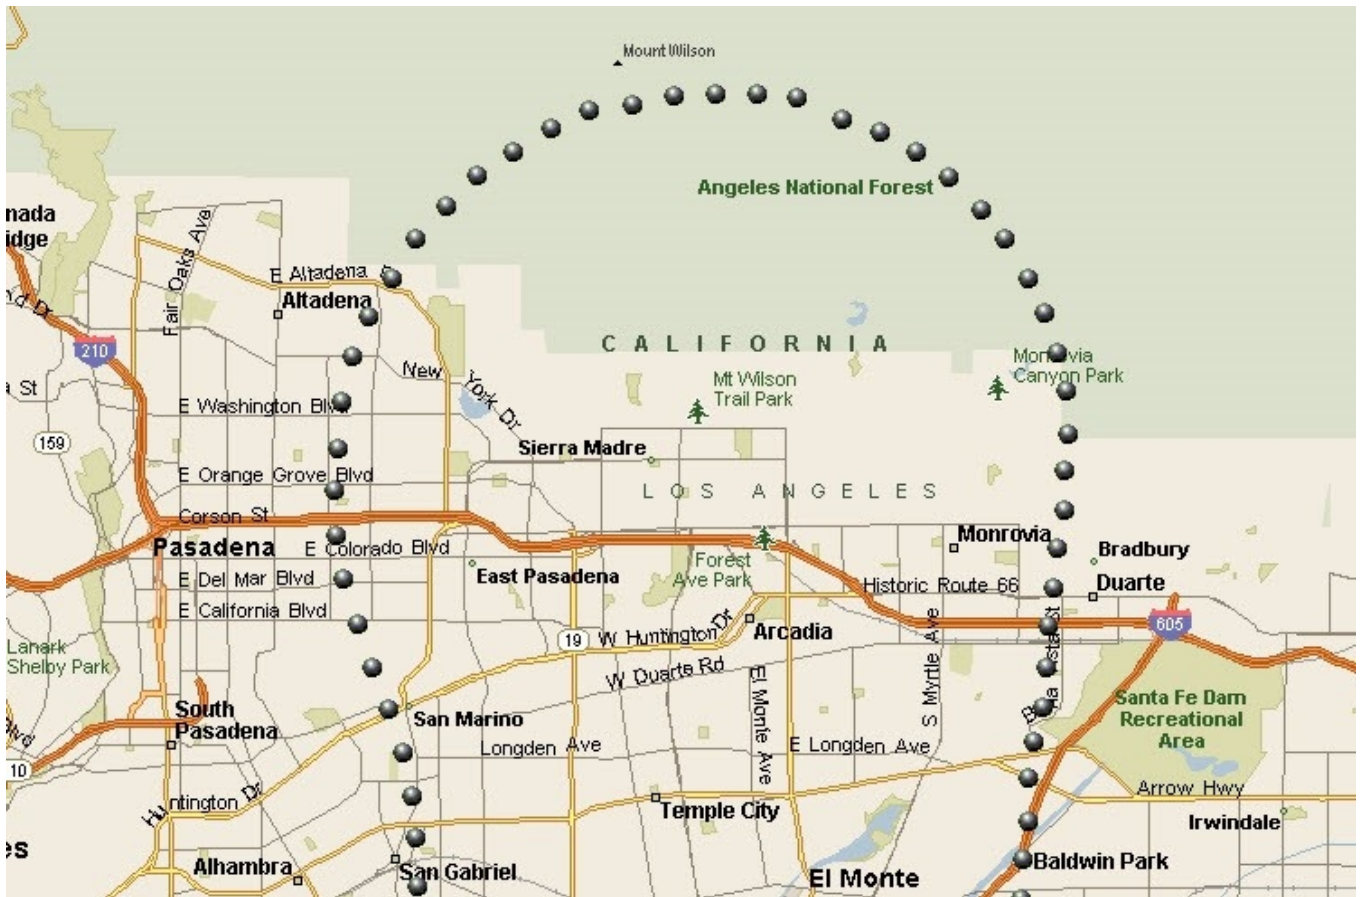 Mount Wilson
Angeles National Forest
Fair Oaks Ave
E Altadena
Altadena
210
CALIFORNIA
Monrovia
Canyon Park
Mt Wilson
Trail Park
New York Dr
E Washington Blvd
159
Sierra Madre
E Orange Grove Blvd
LOS ANGELES
Corson St
Pasadena
E Colorado Blvd
Monrovia
Bradbury
Forest
Ave Park
East Pasadena
E Del Mar Blvd
Historic Route 66
Duarte
E California Blvd
19
W Huntington Dr
Arcadia
605
Lanark
Shelby Park
W Duarte Rd
El Monte Ave
S Myrtle Ave
South
Pasadena
San Marino
Santa Fe Dam
Recreational
Area
Longden Ave
E Longden Ave
10
Huntington Dr
Temple City
Arrow Hwy
Irwindale
Alhambra
San Gabriel
El Monte
Baldwin Park